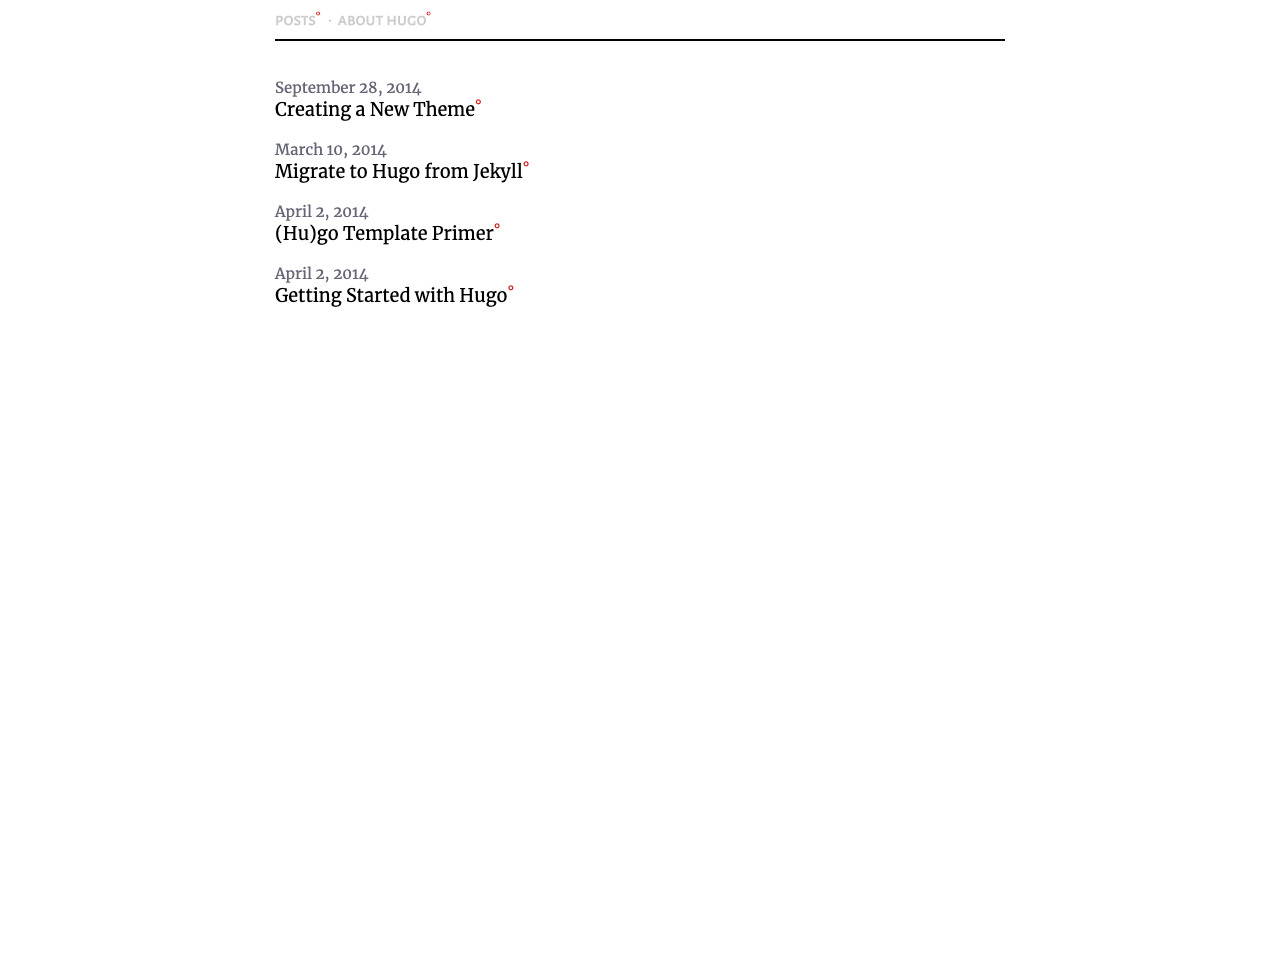 POSTS° · ABOUT HUGO°
September 28, 2014
Creating a New Theme°
March 10, 2014
Migrate to Hugo from Jekyll°
April 2, 2014
(Hu)go Template Primer°
April 2, 2014
Getting Started with Hugo°